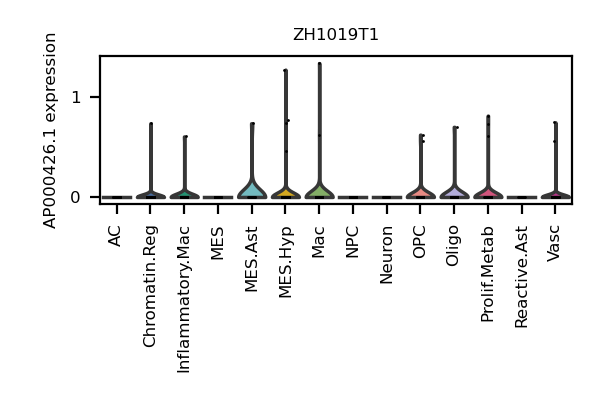 ZH1019T1
AP000426.1 expression
1
0
AC
Chromatin.Reg
Inflammatory.Mac
MES
MES.Ast
MES.Hyp
Mac
NPC
Neuron
OPC
Oligo
Prolif.Metab
Reactive.Ast
Vasc